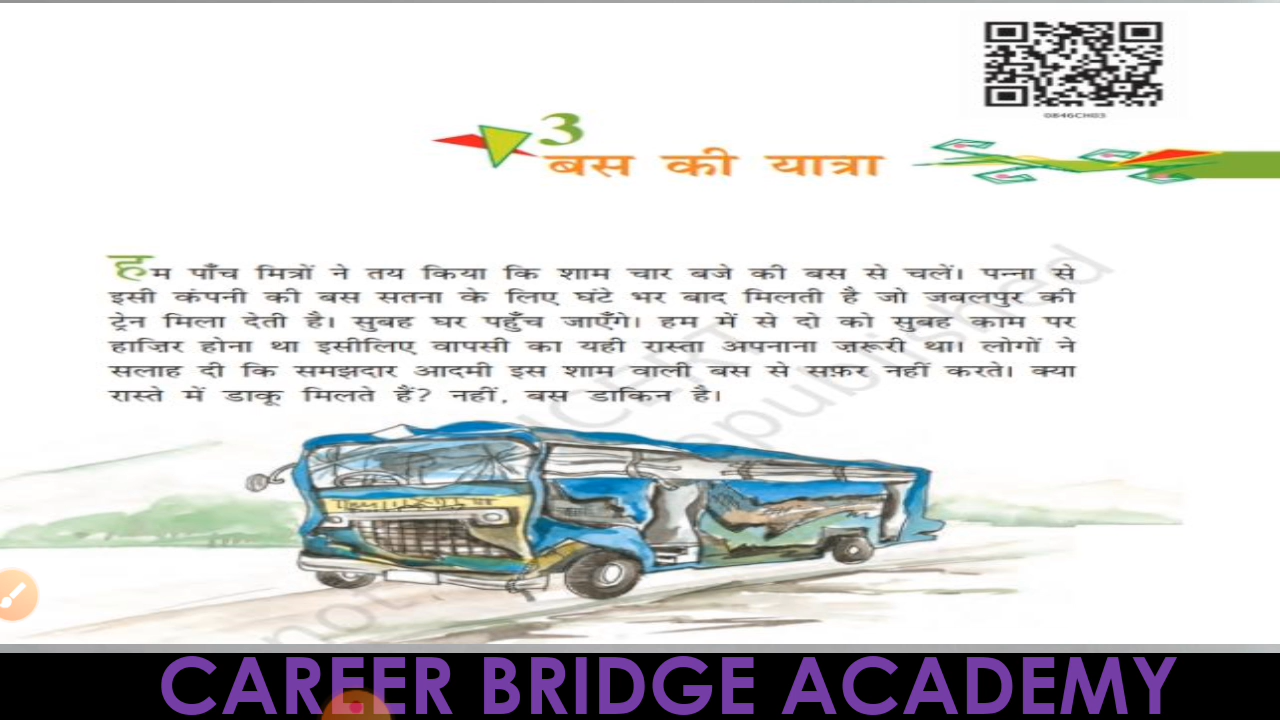 0846CH03
3
बस की यात्रा
हम पाँच मित्रों ने तय किया कि शाम चार बजे की बस से चलें। पन्ना से
इसी कंपनी की बस सतना के लिए घंटे भर बाद मिलती है जो जबलपुर की
ट्रेन मिला देती है। सुबह घर पहुँच जाएँगे। हम में से दो को सुबह काम पर
हाज़िर होना था इसीलिए वापसी का यही रास्ता अपनाना ज़रूरी था। लोगों ने
सलाह दी कि समझदार आदमी इस शाम वाली बस से सफ़र नहीं करते। क्या
रास्ते में डाकू मिलते हैं? नहीं, बस डाकिन है।
republished
CAREER BRIDGE ACADEMY